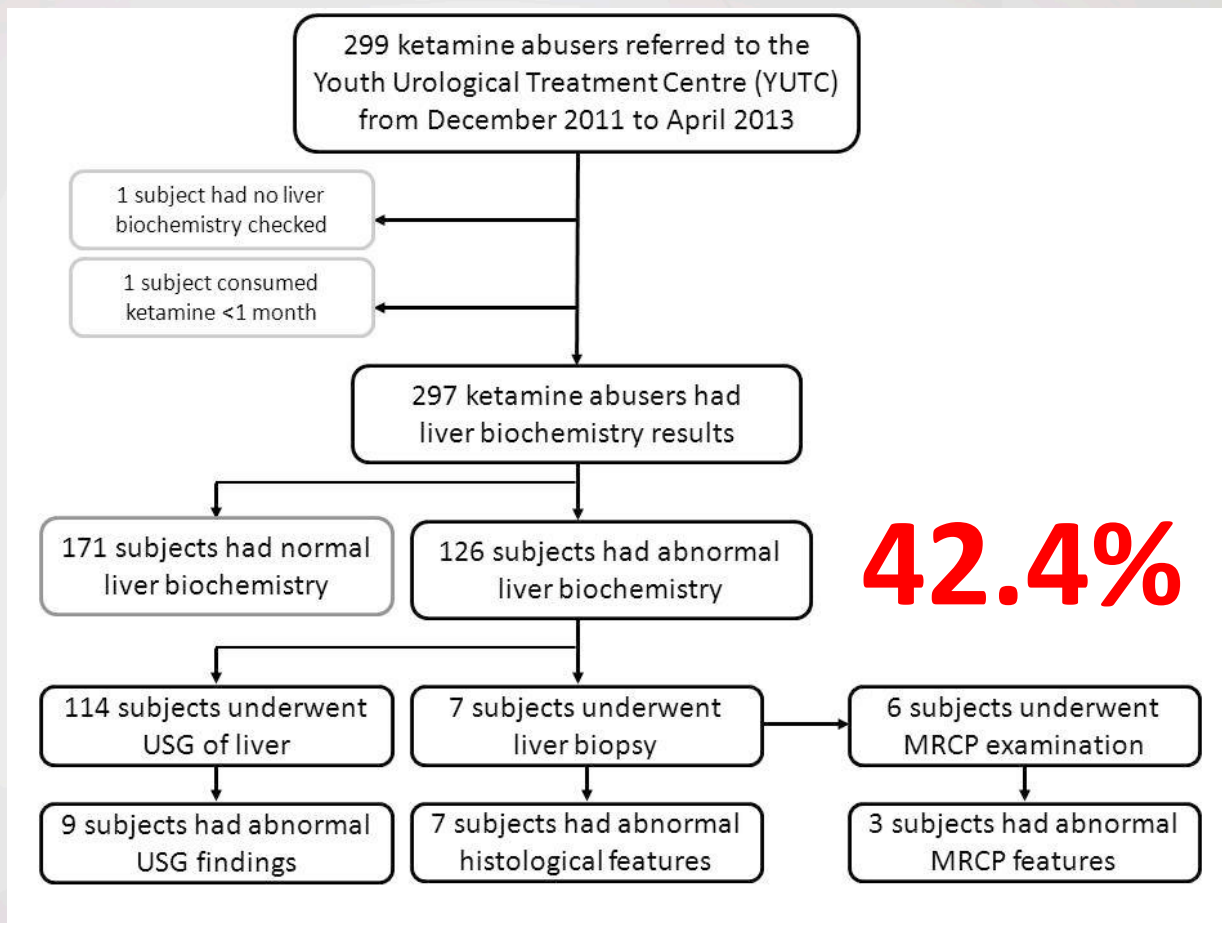 299 ketamine abusers referred to the
Youth Urological Treatment Centre (YUTC)
from December 2011 to April 2013
1 subject had no liver
biochemistry checked
1 subject consumed
ketamine <1 month
297 ketamine abusers had
liver biochemistry results
171 subjects had normal
liver biochemistry
126 subjects had abnormal
liver biochemistry
42.4%
114 subjects underwent
USG of liver
7 subjects underwent
liver biopsy
6 subjects underwent
MRCP examination
9 subjects had abnormal
USG findings
7 subjects had abnormal
histological features
3 subjects had abnormal
MRCP features